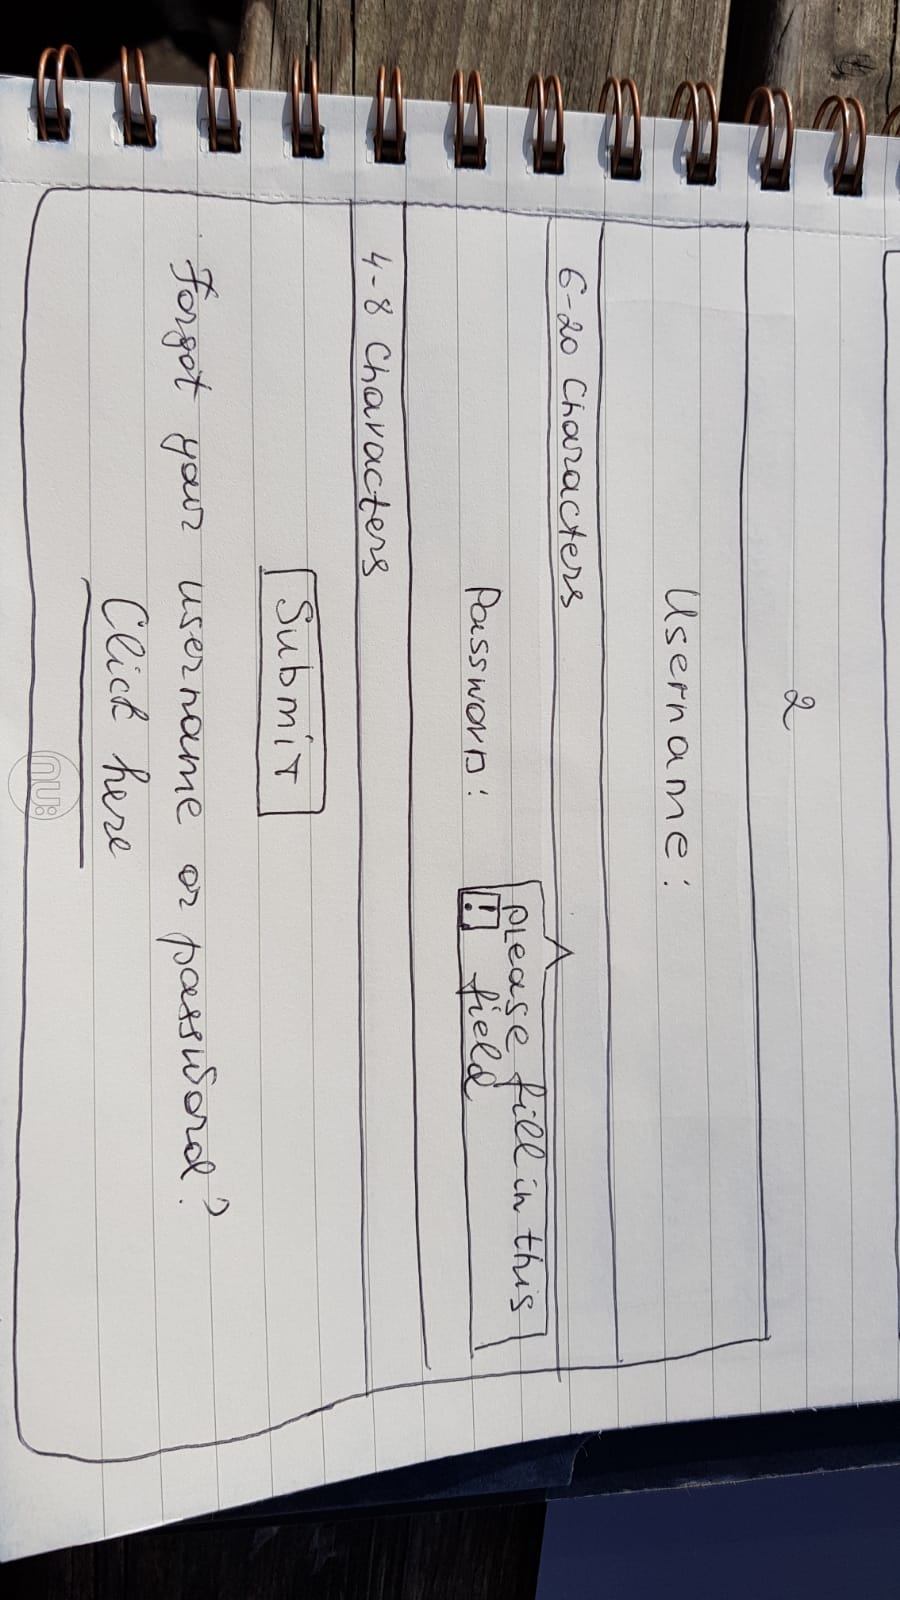 2
Username:
6-20 Characters
Password:
Please fill in this
! field
4-8 Characters
Submit
Forgot your username or password?
Click here
nu: